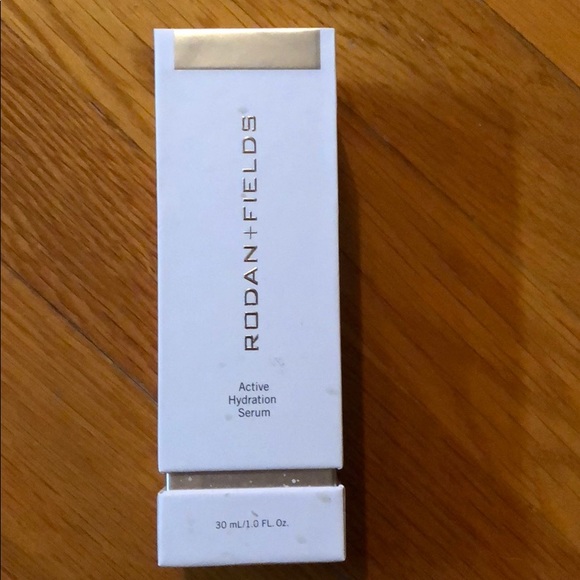 RODAN+FIELDS
Active
Hydration
Serum
30 mL/1.0 FL. Oz.